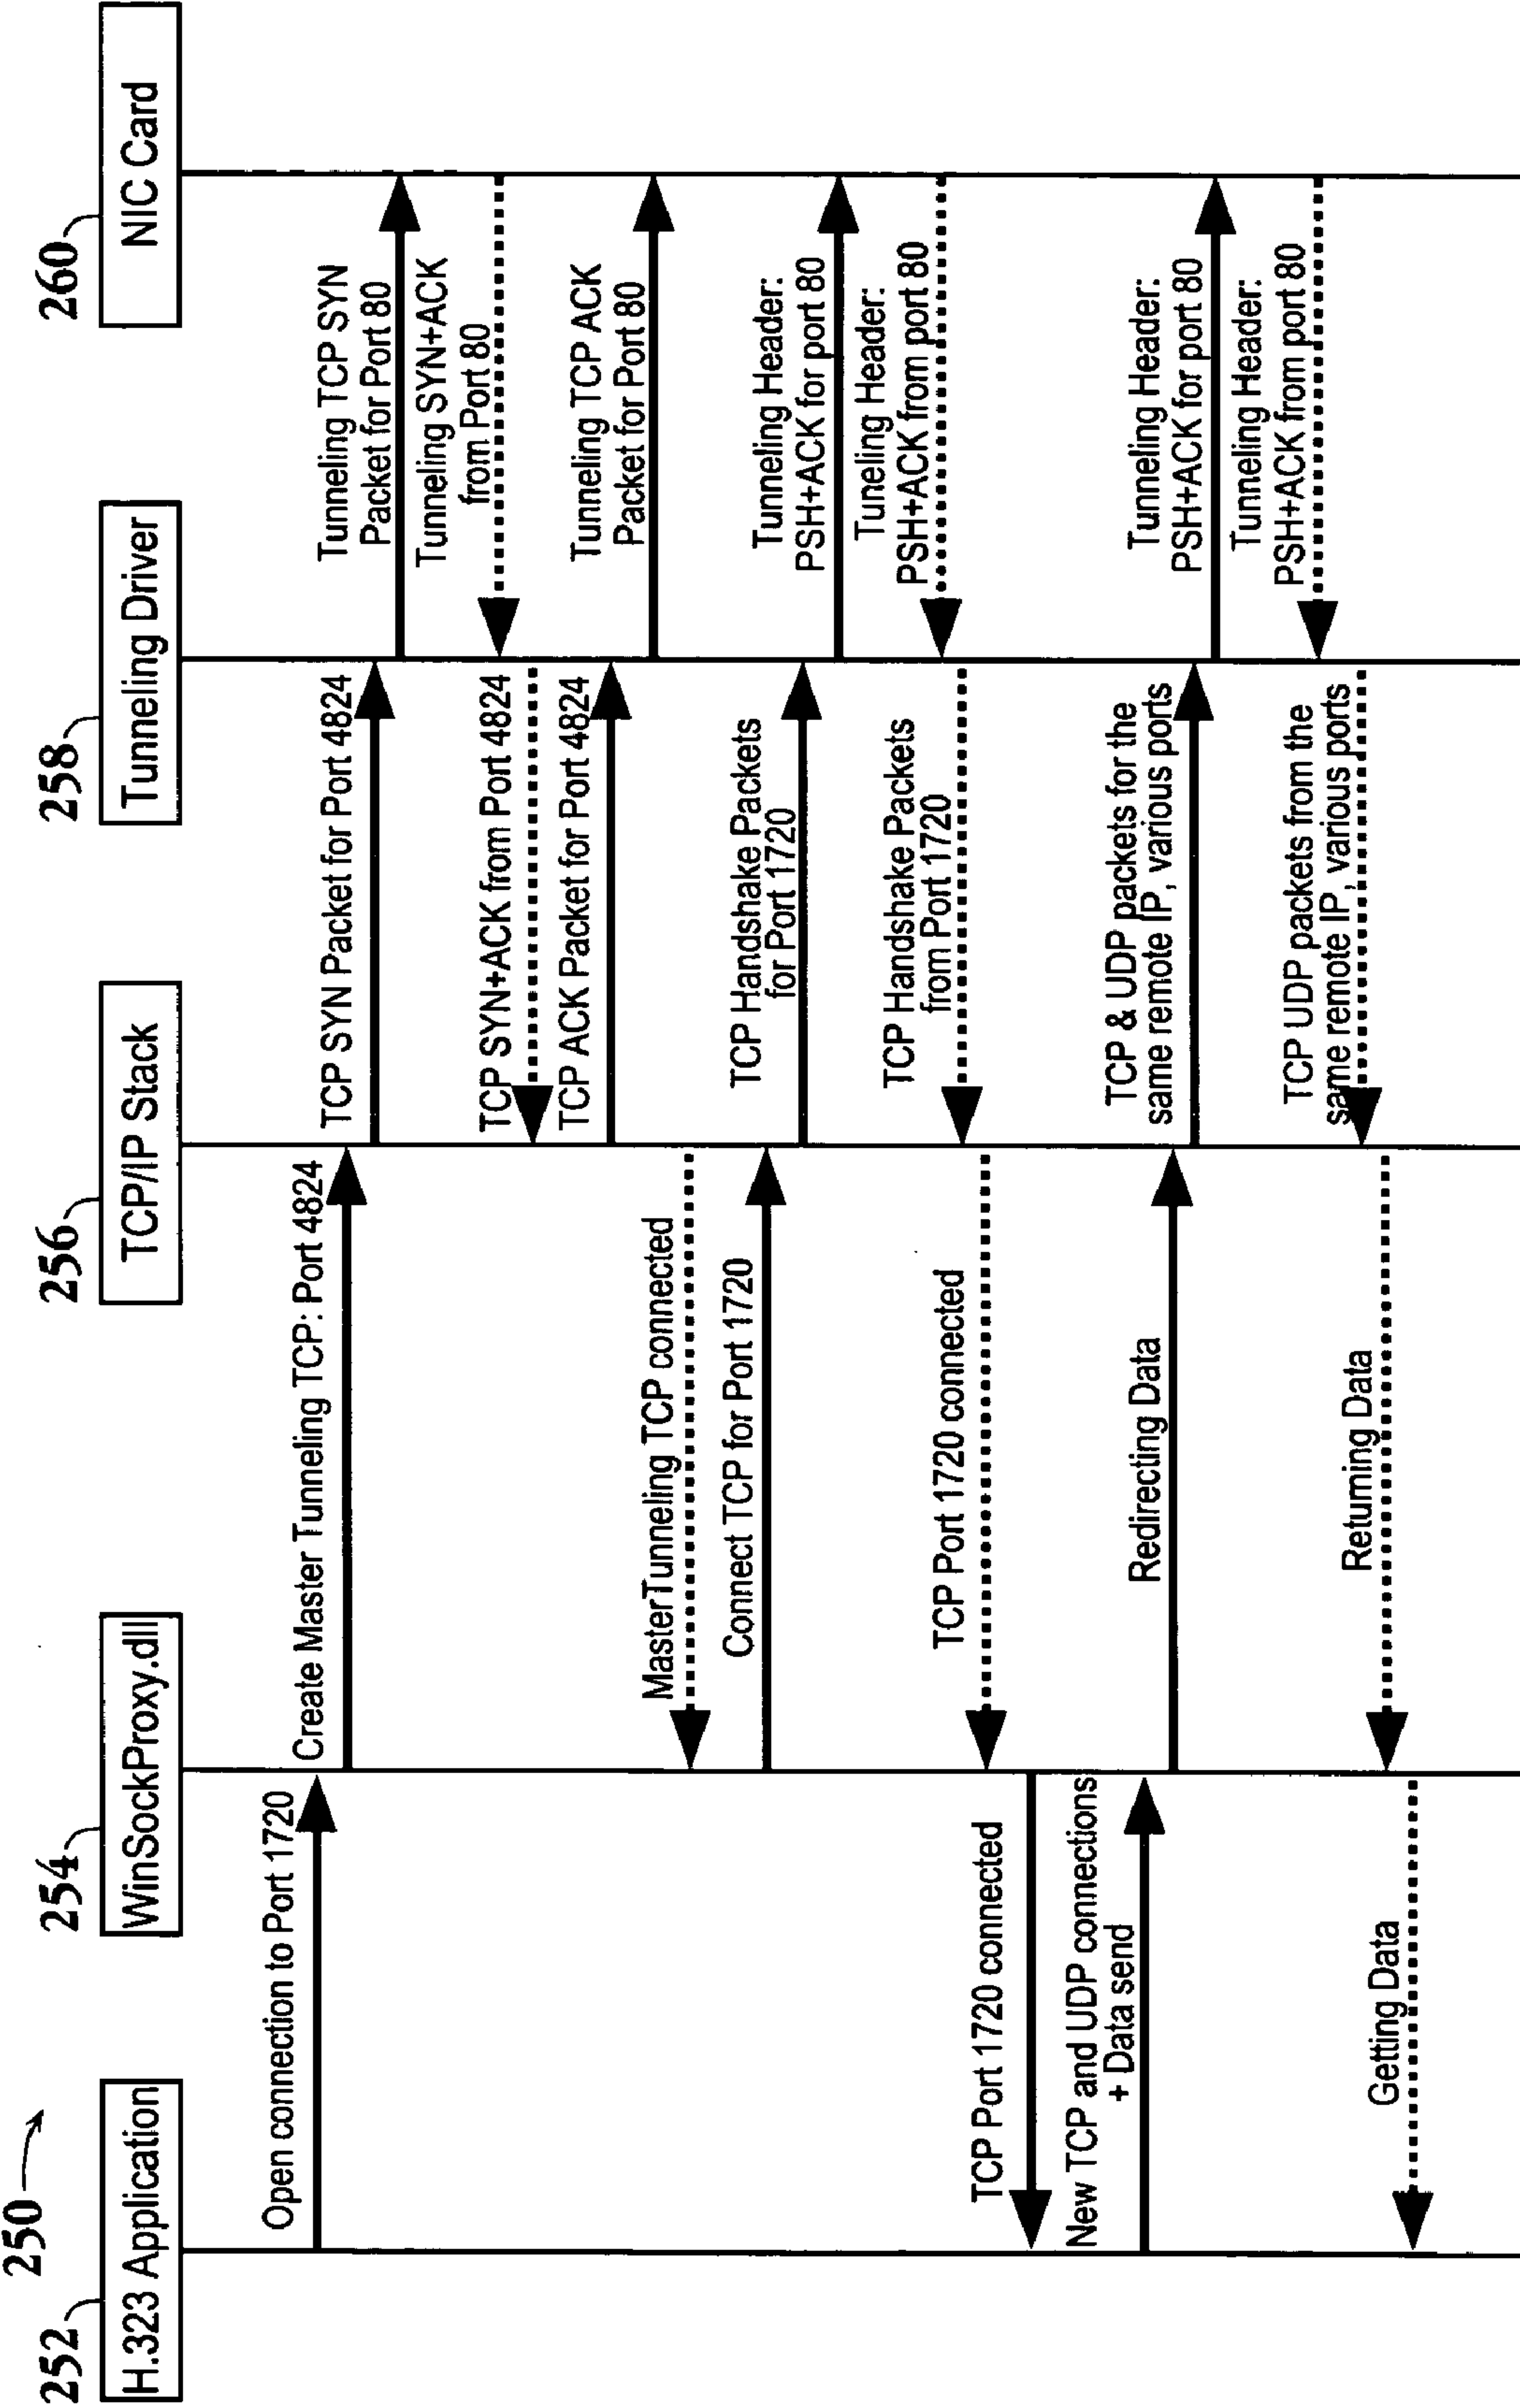 250
252
H.323 Application
254
WinSockProxy.dll
256
TCP/IP Stack
258
Tunneling Driver
260
NIC Card
Open connection to Port 1720
Create Master Tunneling TCP: Port 4824
TCP SYN Packet for Port 4824
Tunneling TCP SYN
Packet for Port 80
Tunneling SYN+ACK
from Port 80
TCP SYN+ACK from Port 4824
TCP ACK Packet for Port 4824
Tunneling TCP ACK
Packet for Port 80
MasterTunneling TCP connected
Connect TCP for Port 1720
TCP Handshake Packets
for Port 1720
Tunneling Header:
PSH+ACK for port 80
Tuneling Header:
PSH+ACK from port 80
TCP Handshake Packets
from Port 1720
TCP Port 1720 connected
TCP Port 1720 connected
New TCP and UDP connections
+ Data send
Redirecting Data
TCP & UDP packets for the
same remote IP, various ports
Tunneling Header:
PSH+ACK for port 80
Tunneling Header:
PSH+ACK from port 80
TCP UDP packets from the
same remote IP, various ports
Returning Data
Getting Data